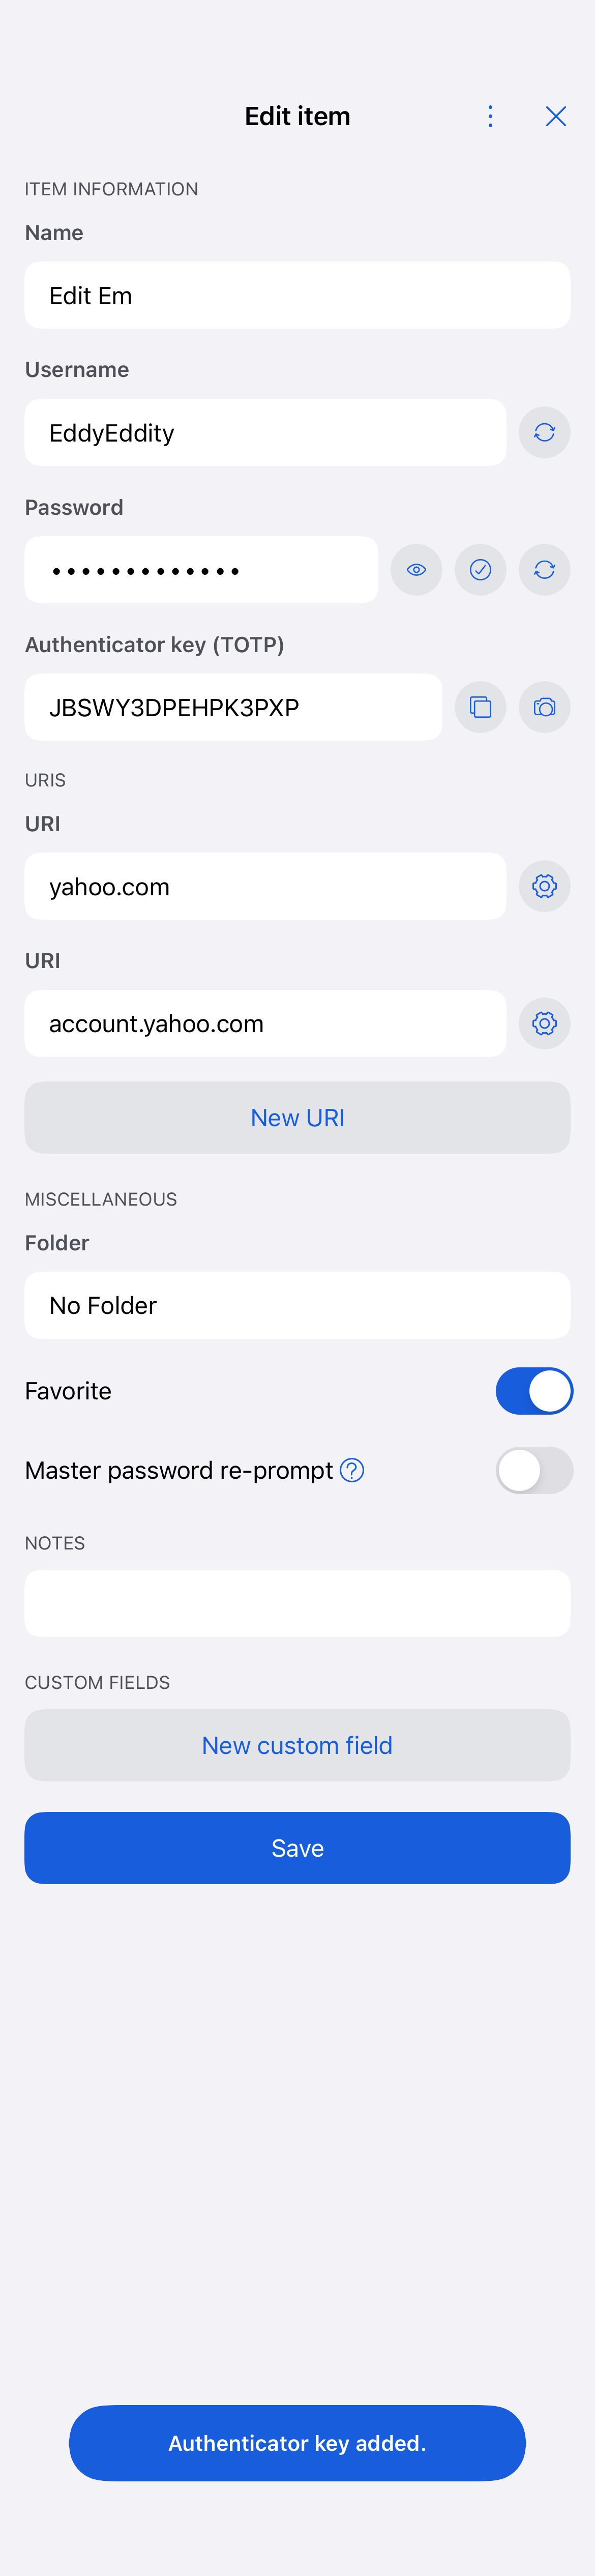 Edit item
ITEM INFORMATION
Name
Edit Em
Username
EddyEddity
Password
•••••••••••••
Authenticator key (TOTP)
JBSWY3DPEHPK3PXP
URIS
URI
yahoo.com
URI
account.yahoo.com
New URI
MISCELLANEOUS
Folder
No Folder
Favorite
Master password re-prompt ?
NOTES
CUSTOM FIELDS
New custom field
Save
Authenticator key added.